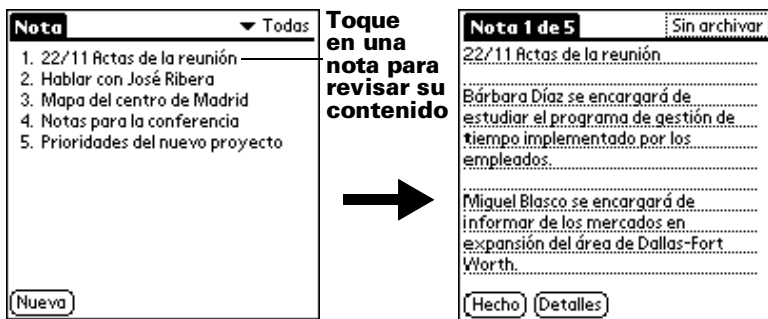 Nota
Todas
1. 22/11 Actas de la reunión
2. Hablar con José Ribera
3. Mapa del centro de Madrid
4. Notas para la conferencia
5. Prioridades del nuevo proyecto
Nueva
Toque
en una
nota para
revisar su
contenido
Nota 1 de 5
Sin archivar
22/11 Actas de la reunión
Bárbara Díaz se encargará de
estudiar el programa de gestión de
tiempo implementado por los
empleados.
Miguel Blasco se encargará de
informar de los mercados en
expansión del área de Dallas-Fort
Worth.
Hecho Detalles